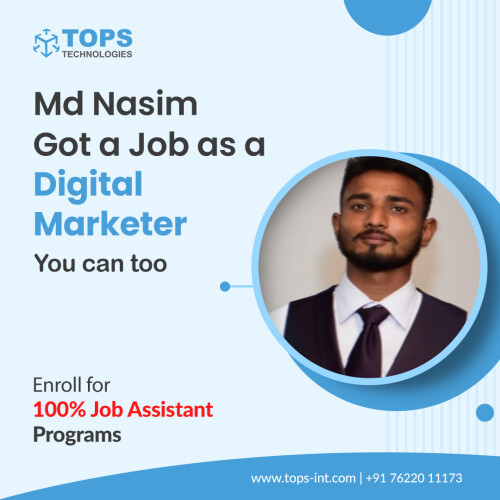 TOPS
TECHNOLOGIES
Md Nasim
Got a Job as a
Digital
Marketer
You can too
Enroll for
100% Job Assistant
Programs
www.tops-int.com | +91 76220 11173